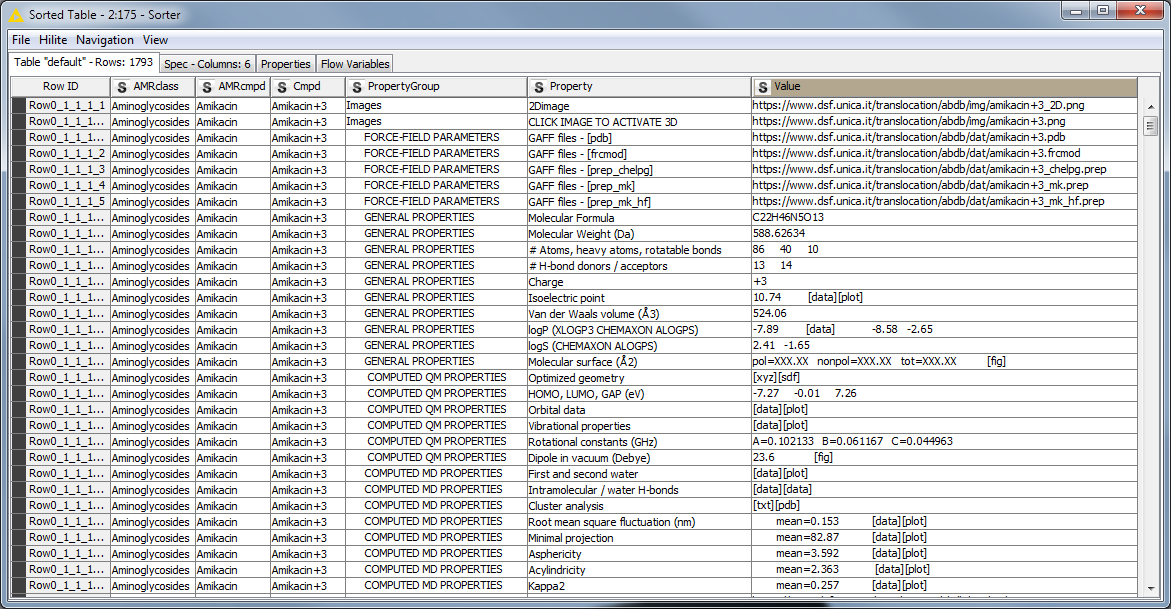 Sorted Table - 2:175 - Sorter
File Hilite Navigation View
Table "default" - Rows: 1793 Spec - Columns: 6 Properties Flow Variables
Row ID S AMRclass S AMRcmpd S Cmpd S PropertyGroup S Property S Value
Row0_1_1_1_1 Aminoglycosides Amikacin Amikacin+3 Images 2Dimage https://www.dsf.unica.it/translocation/abdb/img/amikacin+3_2D.png
Row0_1_1_1... Aminoglycosides Amikacin Amikacin+3 Images CLICK IMAGE TO ACTIVATE 3D https://www.dsf.unica.it/translocation/abdb/img/amikacin+3.png
Row0_1_1_1... Aminoglycosides Amikacin Amikacin+3 FORCE-FIELD PARAMETERS GAFF files - [pdb] https://www.dsf.unica.it/translocation/abdb/dat/amikacin+3.pdb
Row0_1_1_1_2 Aminoglycosides Amikacin Amikacin+3 FORCE-FIELD PARAMETERS GAFF files - [frcmod] https://www.dsf.unica.it/translocation/abdb/dat/amikacin+3.frcmod
Row0_1_1_1_3 Aminoglycosides Amikacin Amikacin+3 FORCE-FIELD PARAMETERS GAFF files - [prep_chelpg] https://www.dsf.unica.it/translocation/abdb/dat/amikacin+3_chelpg.prep
Row0_1_1_1_4 Aminoglycosides Amikacin Amikacin+3 FORCE-FIELD PARAMETERS GAFF files - [prep_mk] https://www.dsf.unica.it/translocation/abdb/dat/amikacin+3_mk.prep
Row0_1_1_1_5 Aminoglycosides Amikacin Amikacin+3 FORCE-FIELD PARAMETERS GAFF files - [prep_mk_hf] https://www.dsf.unica.it/translocation/abdb/dat/amikacin+3_mk_hf.prep
Row0_1_1_1... Aminoglycosides Amikacin Amikacin+3 GENERAL PROPERTIES Molecular Formula C22H46N5O13
Row0_1_1_1... Aminoglycosides Amikacin Amikacin+3 GENERAL PROPERTIES Molecular Weight (Da) 588.62634
Row0_1_1_1... Aminoglycosides Amikacin Amikacin+3 GENERAL PROPERTIES # Atoms, heavy atoms, rotatable bonds 86 40 10
Row0_1_1_1... Aminoglycosides Amikacin Amikacin+3 GENERAL PROPERTIES # H-bond donors / acceptors 13 14
Row0_1_1_1... Aminoglycosides Amikacin Amikacin+3 GENERAL PROPERTIES Charge +3
Row0_1_1_1... Aminoglycosides Amikacin Amikacin+3 GENERAL PROPERTIES Isoelectric point 10.74 [data][plot]
Row0_1_1_1... Aminoglycosides Amikacin Amikacin+3 GENERAL PROPERTIES Van der Waals volume (Å3) 524.06
Row0_1_1_1... Aminoglycosides Amikacin Amikacin+3 GENERAL PROPERTIES logP (XLOGP3 CHEMAXON ALOGPS) -7.89 [data] -8.58 -2.65
Row0_1_1_1... Aminoglycosides Amikacin Amikacin+3 GENERAL PROPERTIES logS (CHEMAXON ALOGPS) 2.41 -1.65
Row0_1_1_1... Aminoglycosides Amikacin Amikacin+3 GENERAL PROPERTIES Molecular surface (Å2) pol=XXX.XX nonpol=XXX.XX tot=XXX.XX [fig]
Row0_1_1_1... Aminoglycosides Amikacin Amikacin+3 COMPUTED QM PROPERTIES Optimized geometry [xyz][sdf]
Row0_1_1_1... Aminoglycosides Amikacin Amikacin+3 COMPUTED QM PROPERTIES HOMO, LUMO, GAP (eV) -7.27 -0.01 7.26
Row0_1_1_1... Aminoglycosides Amikacin Amikacin+3 COMPUTED QM PROPERTIES Orbital data [data][plot]
Row0_1_1_1... Aminoglycosides Amikacin Amikacin+3 COMPUTED QM PROPERTIES Vibrational properties [data][plot]
Row0_1_1_1... Aminoglycosides Amikacin Amikacin+3 COMPUTED QM PROPERTIES Rotational constants (GHz) A=0.102133 B=0.061167 C=0.044963
Row0_1_1_1... Aminoglycosides Amikacin Amikacin+3 COMPUTED QM PROPERTIES Dipole in vacuum (Debye) 23.6 [fig]
Row0_1_1_1... Aminoglycosides Amikacin Amikacin+3 COMPUTED MD PROPERTIES First and second water [data][plot]
Row0_1_1_1... Aminoglycosides Amikacin Amikacin+3 COMPUTED MD PROPERTIES Intramolecular / water H-bonds [data][data]
Row0_1_1_1... Aminoglycosides Amikacin Amikacin+3 COMPUTED MD PROPERTIES Cluster analysis [txt][pdb]
Row0_1_1_1... Aminoglycosides Amikacin Amikacin+3 COMPUTED MD PROPERTIES Root mean square fluctuation (nm) mean=0.153 [data][plot]
Row0_1_1_1... Aminoglycosides Amikacin Amikacin+3 COMPUTED MD PROPERTIES Minimal projection mean=82.87 [data][plot]
Row0_1_1_1... Aminoglycosides Amikacin Amikacin+3 COMPUTED MD PROPERTIES Asphericity mean=3.592 [data][plot]
Row0_1_1_1... Aminoglycosides Amikacin Amikacin+3 COMPUTED MD PROPERTIES Acylindricity mean=2.363 [data][plot]
Row0_1_1_1... Aminoglycosides Amikacin Amikacin+3 COMPUTED MD PROPERTIES Kappa2 mean=0.257 [data][plot]